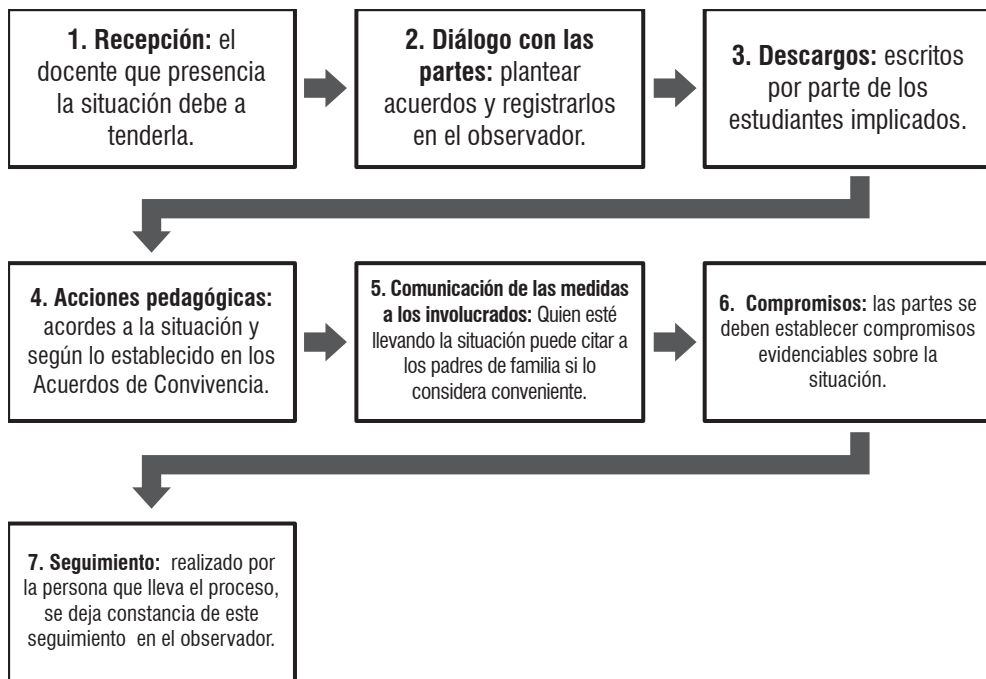 1. Recepción: el
docente que presencia
la situación debe a
tenderla.
2. Diálogo con las
partes: plantear
acuerdos y registrarlos
en el observador.
3. Descargos: escritos
por parte de los
estudiantes implicados.
4. Acciones pedagógicas:
acordes a la situación y
según lo establecido en los
Acuerdos de Convivencia.
5. Comunicación de las medidas
a los involucrados: Quien esté
llevando la situación puede citar a
los padres de familia si lo
considera conveniente.
6. Compromisos: las partes se
deben establecer compromisos
evidenciables sobre la
situación.
7. Seguimiento: realizado por
la persona que lleva el proceso,
se deja constancia de este
seguimiento en el observador.